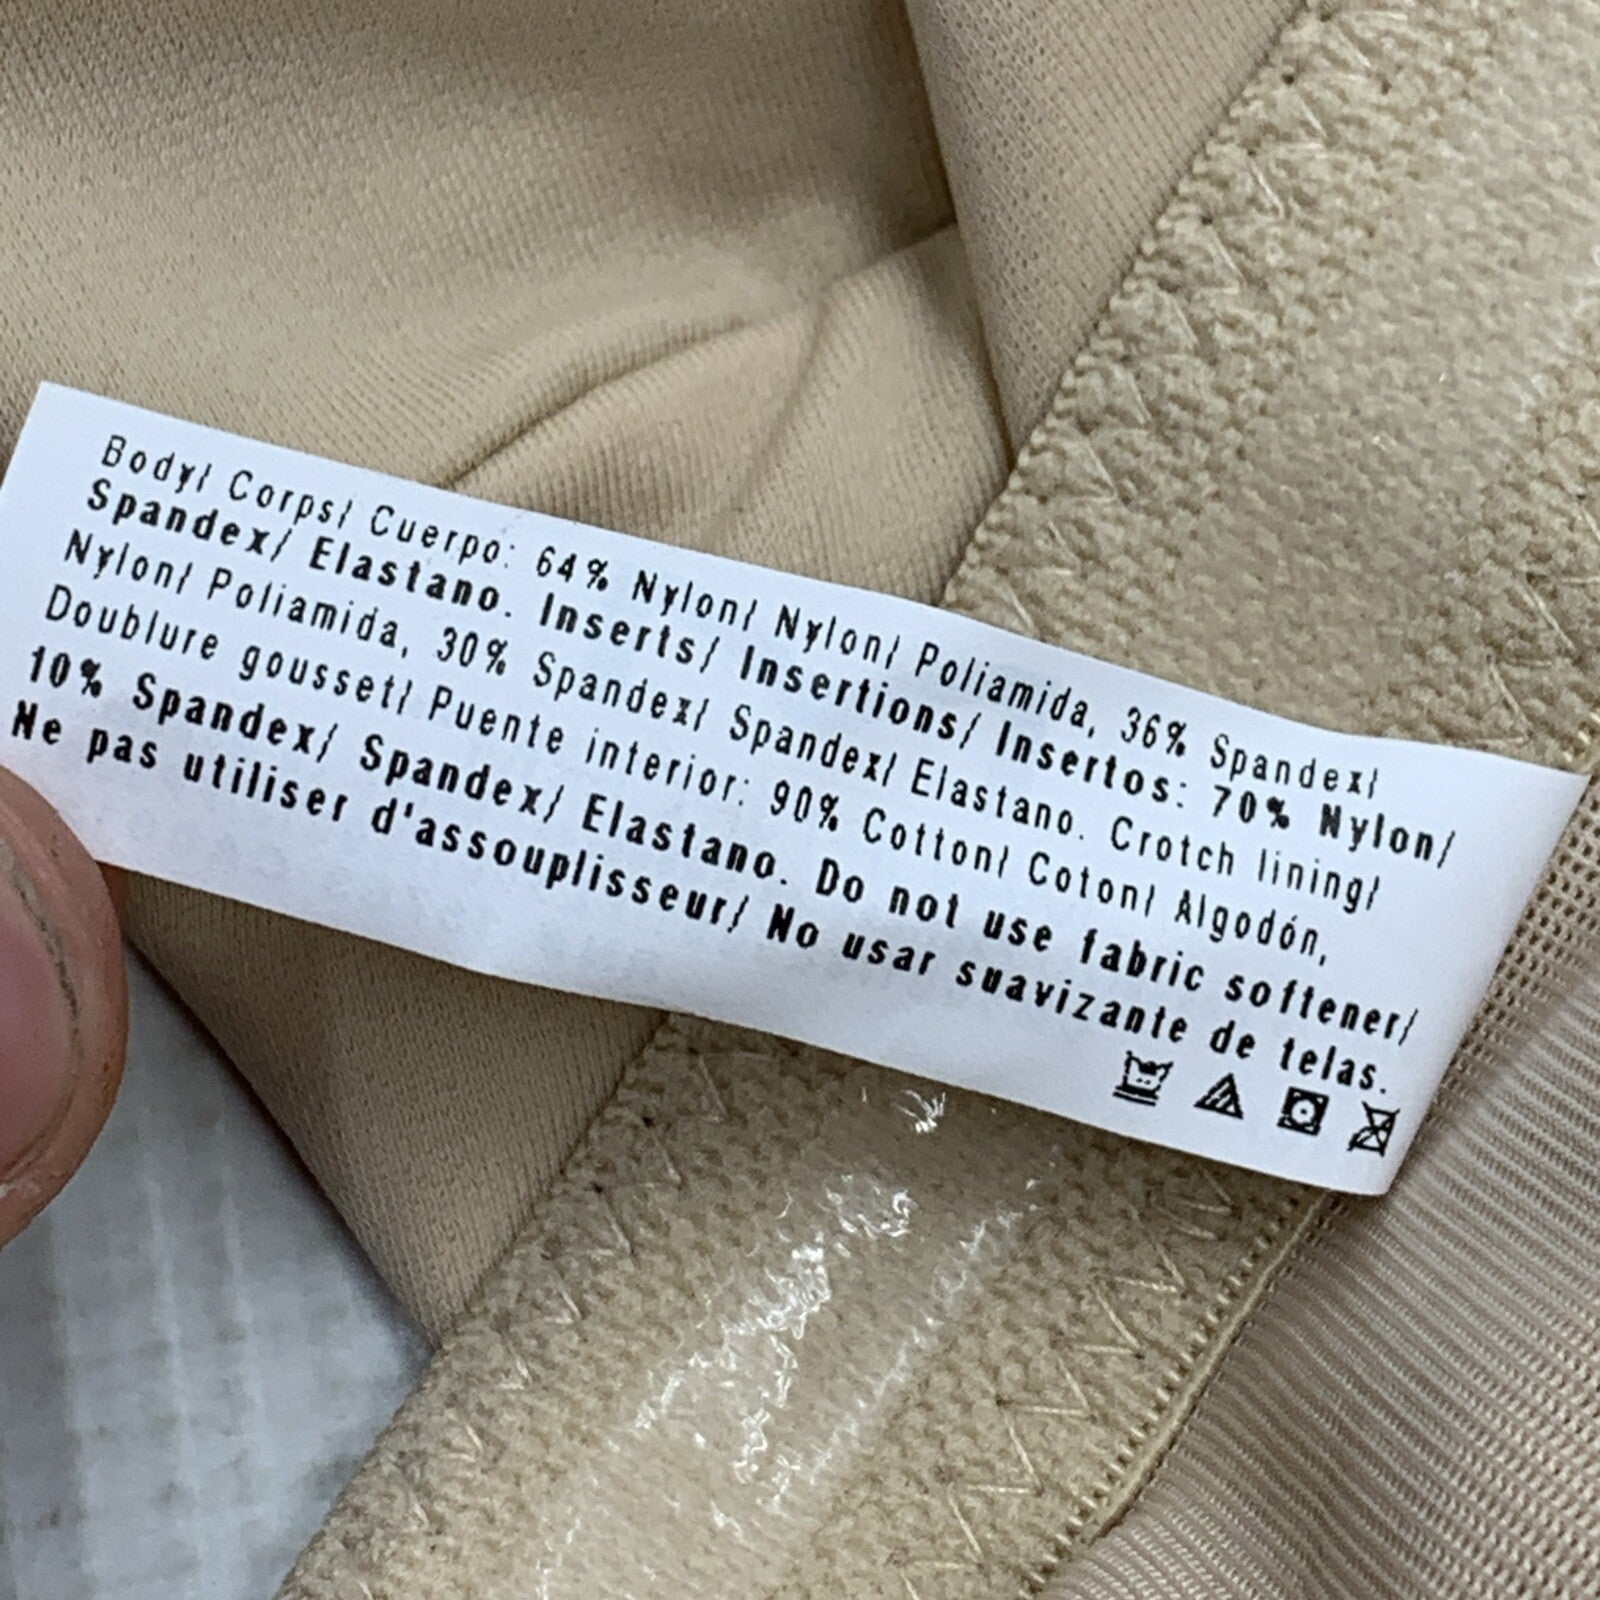 Body/ Corps/ Cuerpo: 64% Nylon/ Nylon/ Poliamida, 36% Spandex/
Spandex/ Elastano. Inserts/ Insertions/ Insertos: 70% Nylon/
Nylon/ Poliamida, 30% Spandex/ Spandex/ Elastano. Crotch lining/
Doublure gousset/ Puente interior: 90% Cotton/ Coton/ Algodón,
10% Spandex/ Spandex/ Elastano. Do not use fabric softener/
Ne pas utiliser d'assouplisseur/ No usar suavizante de telas.